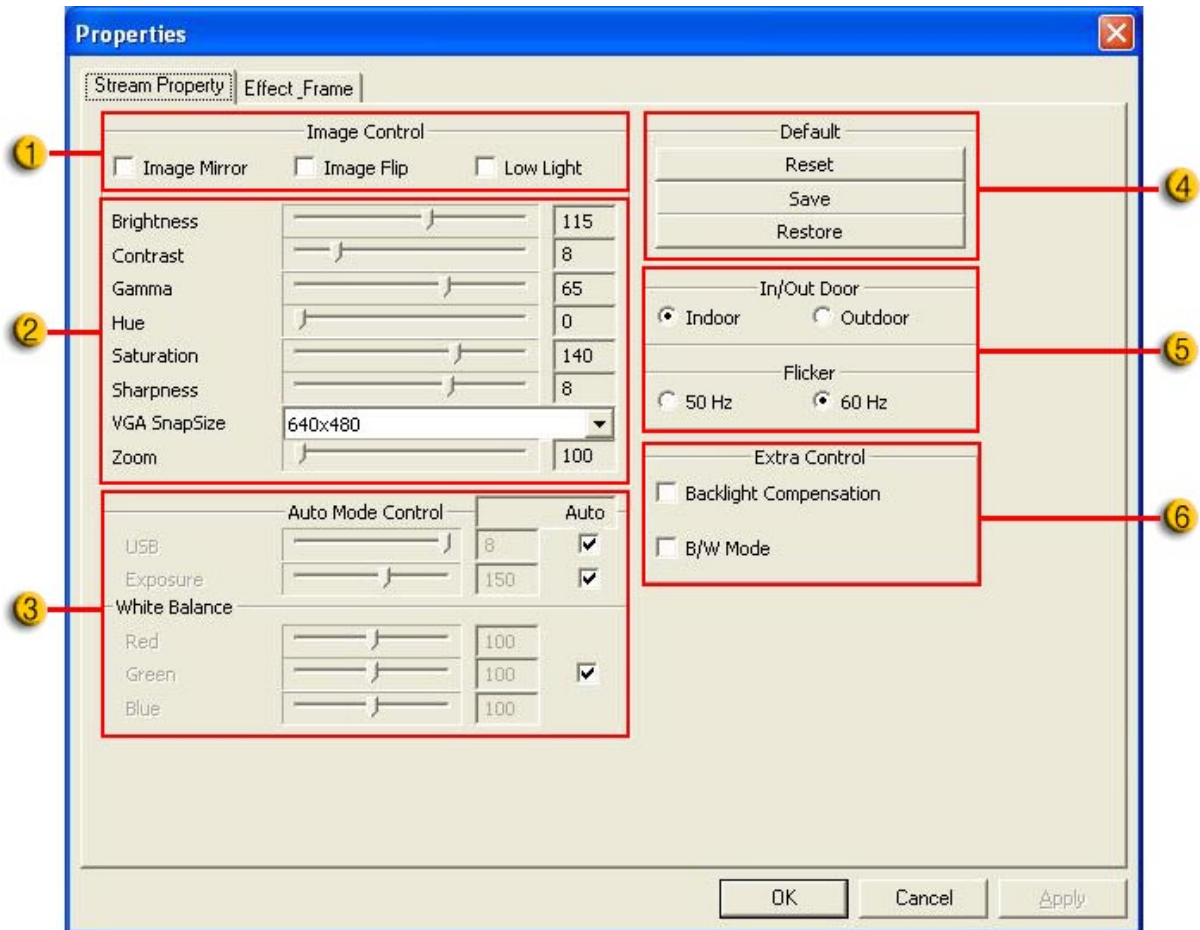 Properties
Stream Property
Effect_Frame
1
Image Control
Image Mirror
Image Flip
Low Light
2
Brightness 115
Contrast 8
Gamma 65
Hue 0
Saturation 140
Sharpness 8
VGA SnapSize 640x480
Zoom 100
3
Auto Mode Control Auto
USB 8
Exposure 150
White Balance
Red 100
Green 100
Blue 100
4
Default
Reset
Save
Restore
5
In/Out Door
Indoor Outdoor
Flicker
50 Hz 60 Hz
6
Extra Control
Backlight Compensation
B/W Mode
OK Cancel Apply